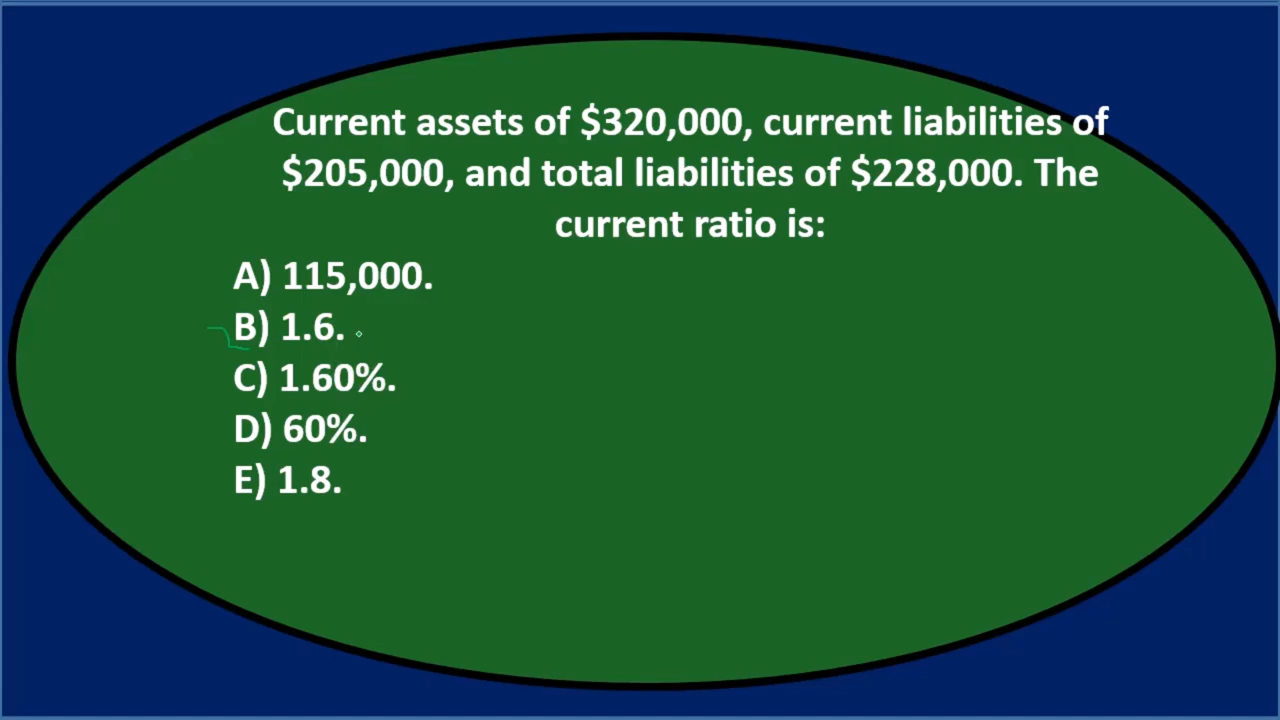 Current assets of $320,000, current liabilities of
$205,000, and total liabilities of $228,000. The
current ratio is:
A) 115,000.
B) 1.6.
C) 1.60%.
D) 60%.
E) 1.8.